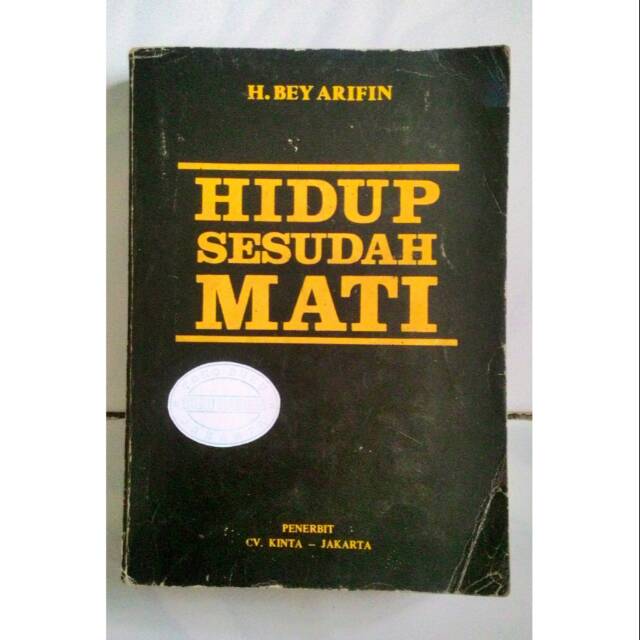 H. BEY ARIFIN
HIDUP
SESUDAH
MATI
PENERBIT
CV. KINTA – JAKARTA